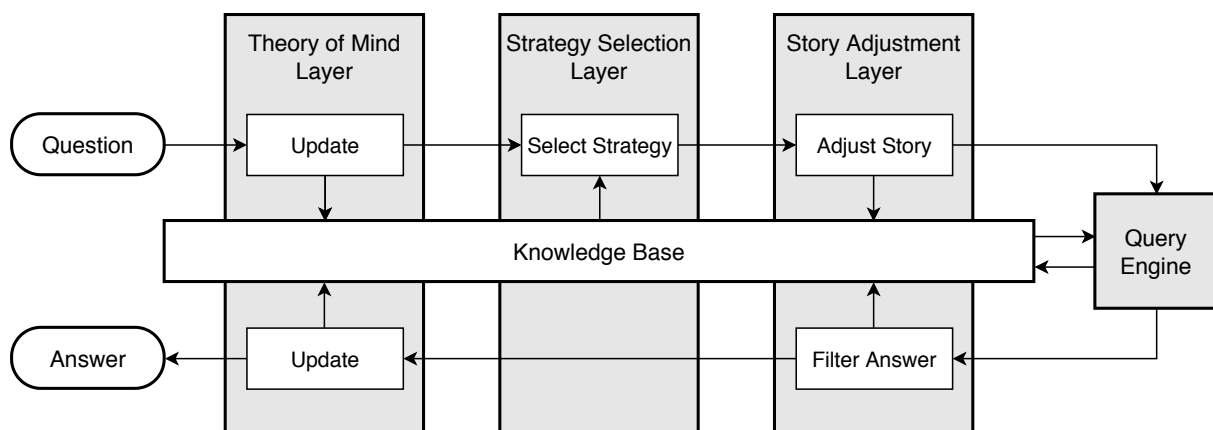 Theory of Mind
Layer
Strategy Selection
Layer
Story Adjustment
Layer
Question
Update
Select Strategy
Adjust Story
Knowledge Base
Query
Engine
Answer
Update
Filter Answer